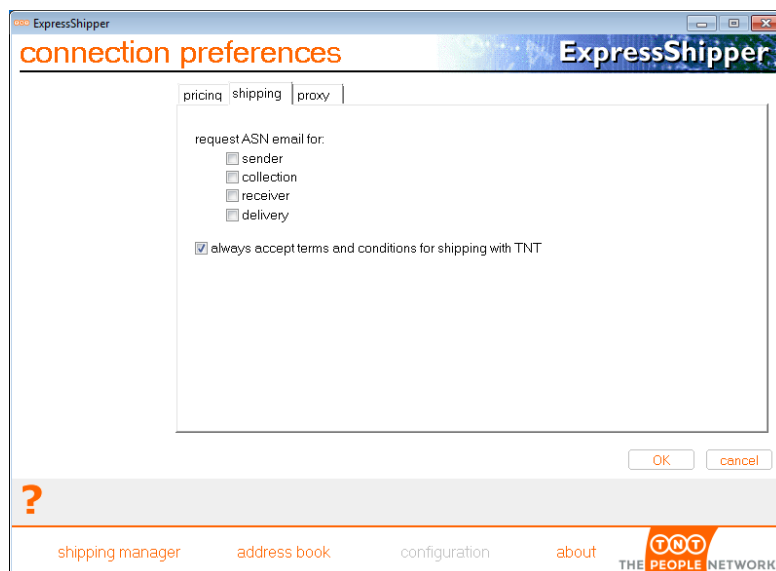 ExpressShipper
connection preferences
ExpressShipper
pricing shipping proxy
request ASN email for:
sender
collection
receiver
delivery
always accept terms and conditions for shipping with TNT
OK cancel
?
shipping manager address book configuration about
TNT
THE PEOPLE NETWORK